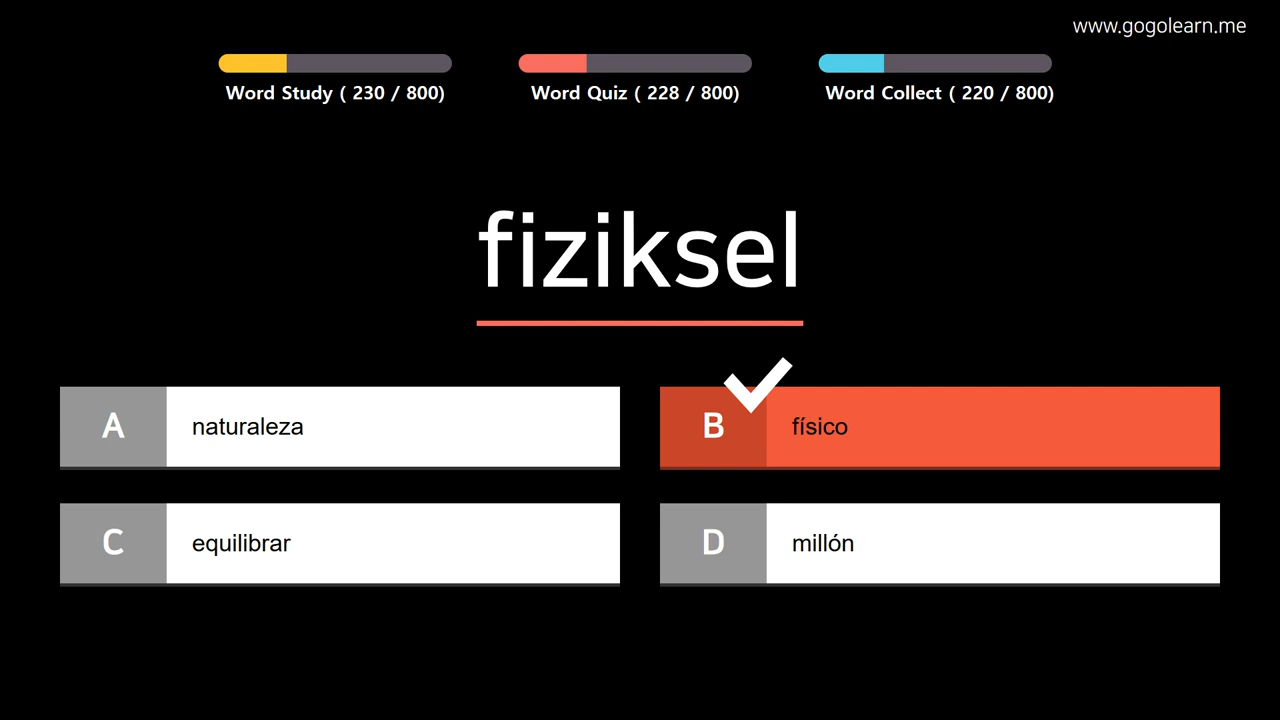 www.gogolearn.me
Word Study ( 230 / 800)
Word Quiz ( 228 / 800)
Word Collect ( 220 / 800)
fiziksel
A
naturaleza
B
físico
C
equilibrar
D
millón